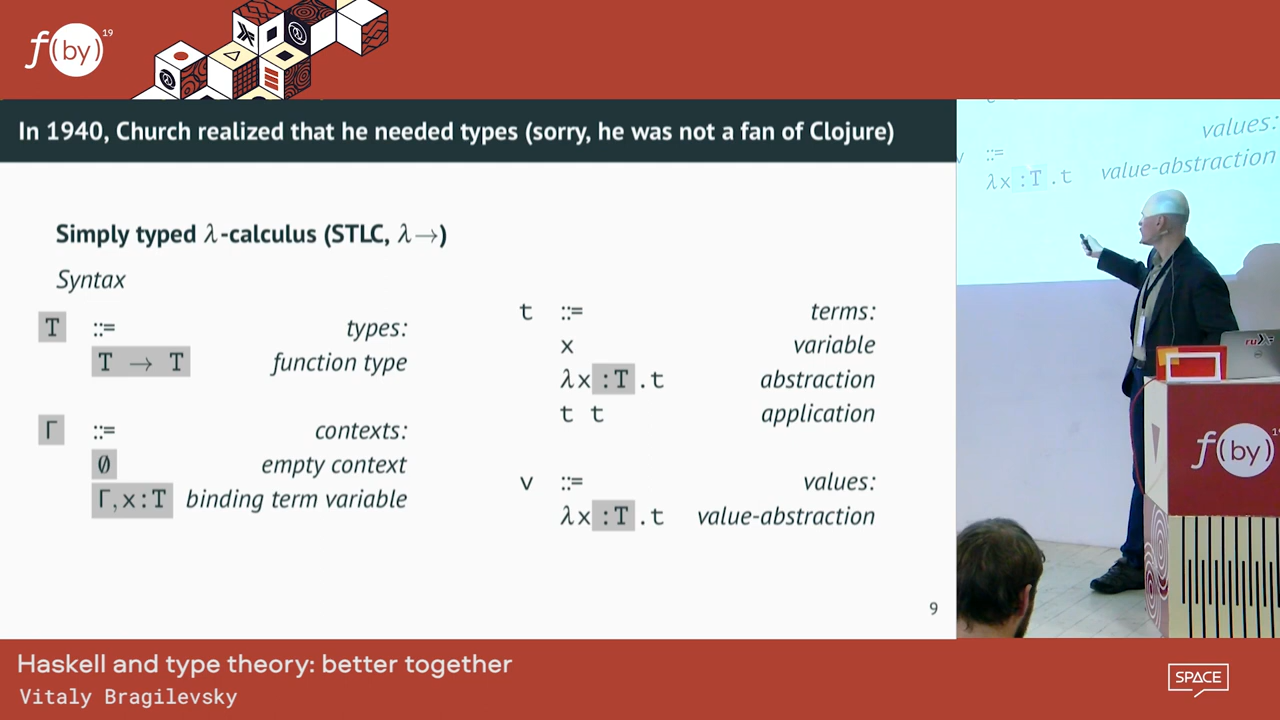 f(by) 19
In 1940, Church realized that he needed types (sorry, he was not a fan of Clojure)
Simply typed λ-calculus (STLC, λ→)
Syntax
T ::= types:
T → T function type
Γ ::= contexts:
∅ empty context
Γ,x:T binding term variable
t ::= terms:
x variable
λx:T.t abstraction
t t application
v ::= values:
λx:T.t value-abstraction
9
values:
v ::=
λx:T.t value-abstraction
f(by)
Haskell and type theory: better together
Vitaly Bragilevsky
SPACE